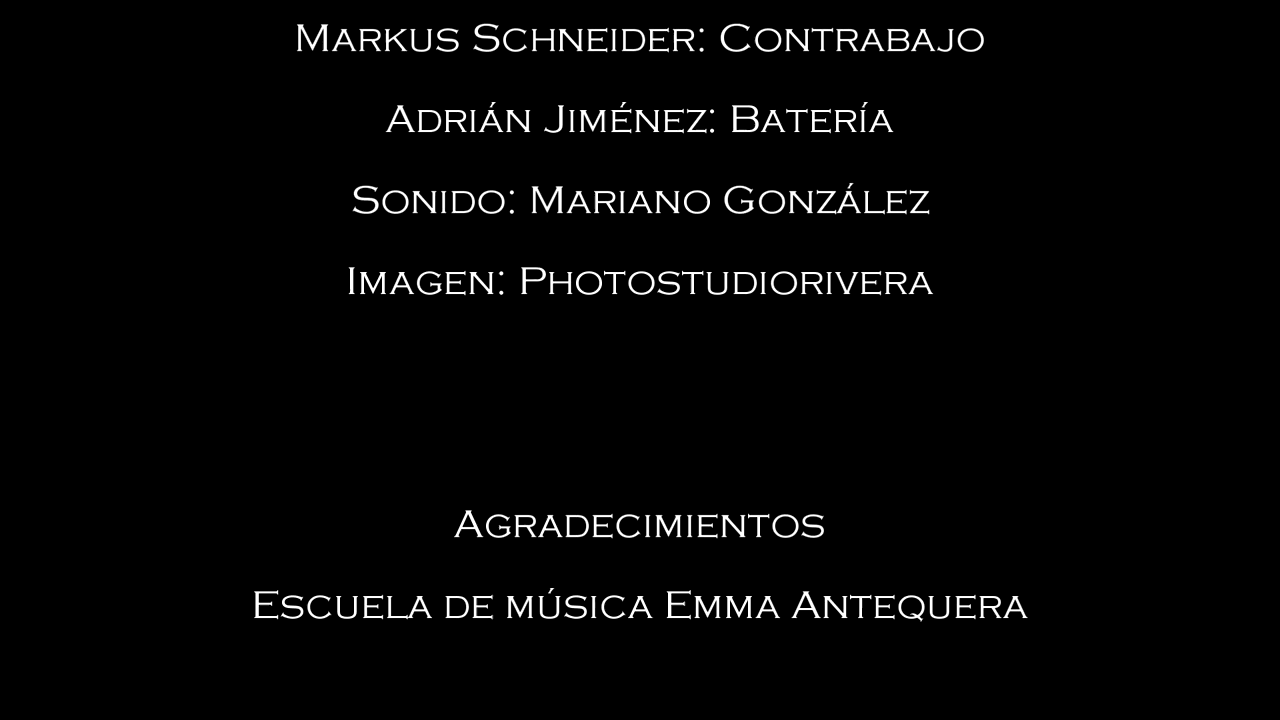 Markus Schneider: Contrabajo
Adrián Jiménez: Batería
Sonido: Mariano González
Imagen: Photostudiorivera
Agradecimientos
Escuela de música Emma Antequera